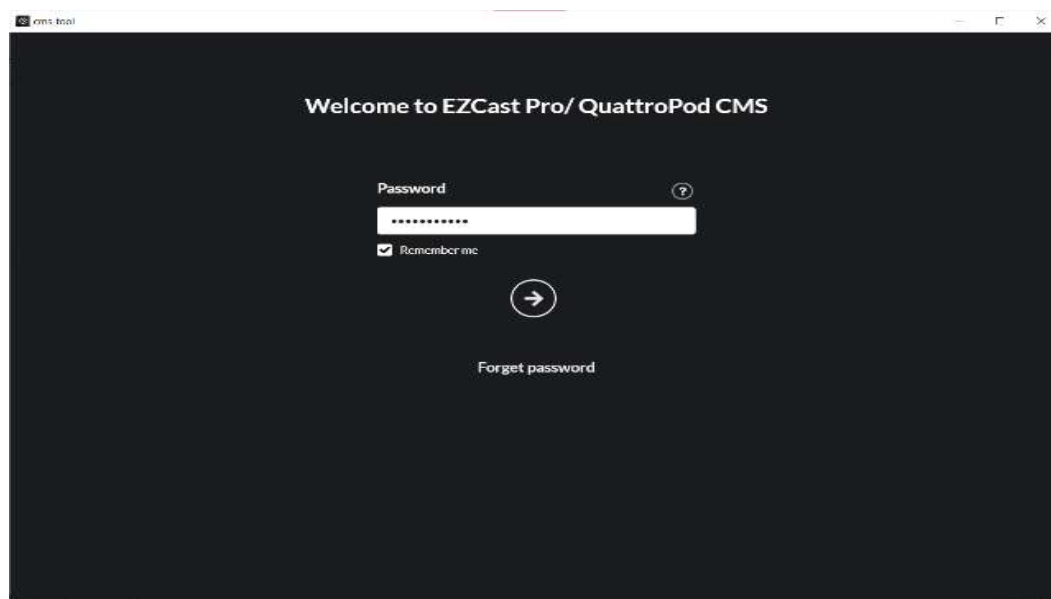 cms-tool
Welcome to EZCast Pro/ QuattroPod CMS
Password
?
•••••••••••
Remember me
Forget password